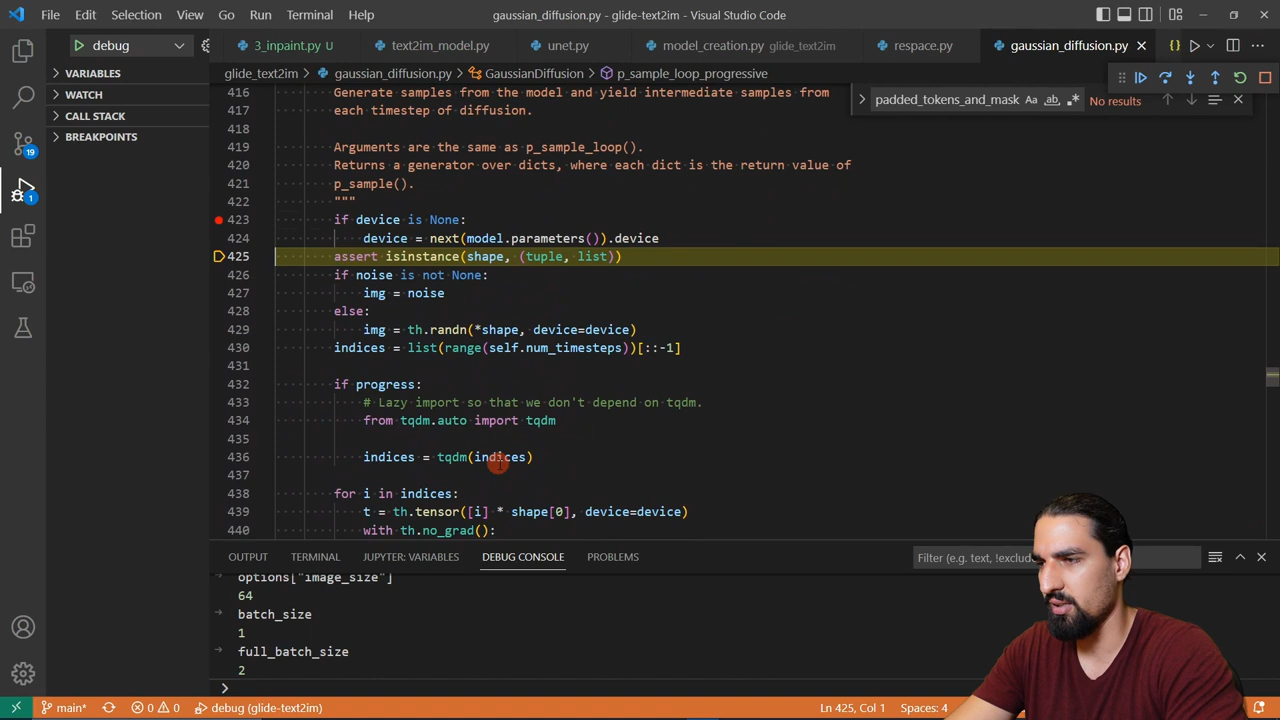 File Edit Selection View Go Run Terminal Help
gaussian_diffusion.py - glide-text2im - Visual Studio Code
debug
3_inpaint.py U
text2im_model.py
unet.py
model_creation.py glide_text2im
respace.py
gaussian_diffusion.py
VARIABLES
WATCH
CALL STACK
BREAKPOINTS
19
1
glide_text2im > gaussian_diffusion.py > GaussianDiffusion > p_sample_loop_progressive
padded_tokens_and_mask Aa ab No results
416 Generate samples from the model and yield intermediate samples from
417 each timestep of diffusion.
418
419 Arguments are the same as p_sample_loop().
420 Returns a generator over dicts, where each dict is the return value of
421 p_sample().
422 """
423 if device is None:
424 device = next(model.parameters()).device
425 assert isinstance(shape, (tuple, list))
426 if noise is not None:
427 img = noise
428 else:
429 img = th.randn(*shape, device=device)
430 indices = list(range(self.num_timesteps))[::-1]
431
432 if progress:
433 # Lazy import so that we don't depend on tqdm.
434 from tqdm.auto import tqdm
435
436 indices = tqdm(indices)
437
438 for i in indices:
439 t = th.tensor([i] * shape[0], device=device)
440 with th.no_grad():
OUTPUT TERMINAL JUPYTER: VARIABLES DEBUG CONSOLE PROBLEMS
Filter (e.g. text, !exclude
options["image_size"]
64
batch_size
1
full_batch_size
2
main* 0 0 debug (glide-text2im)
Ln 425, Col 1 Spaces: 4